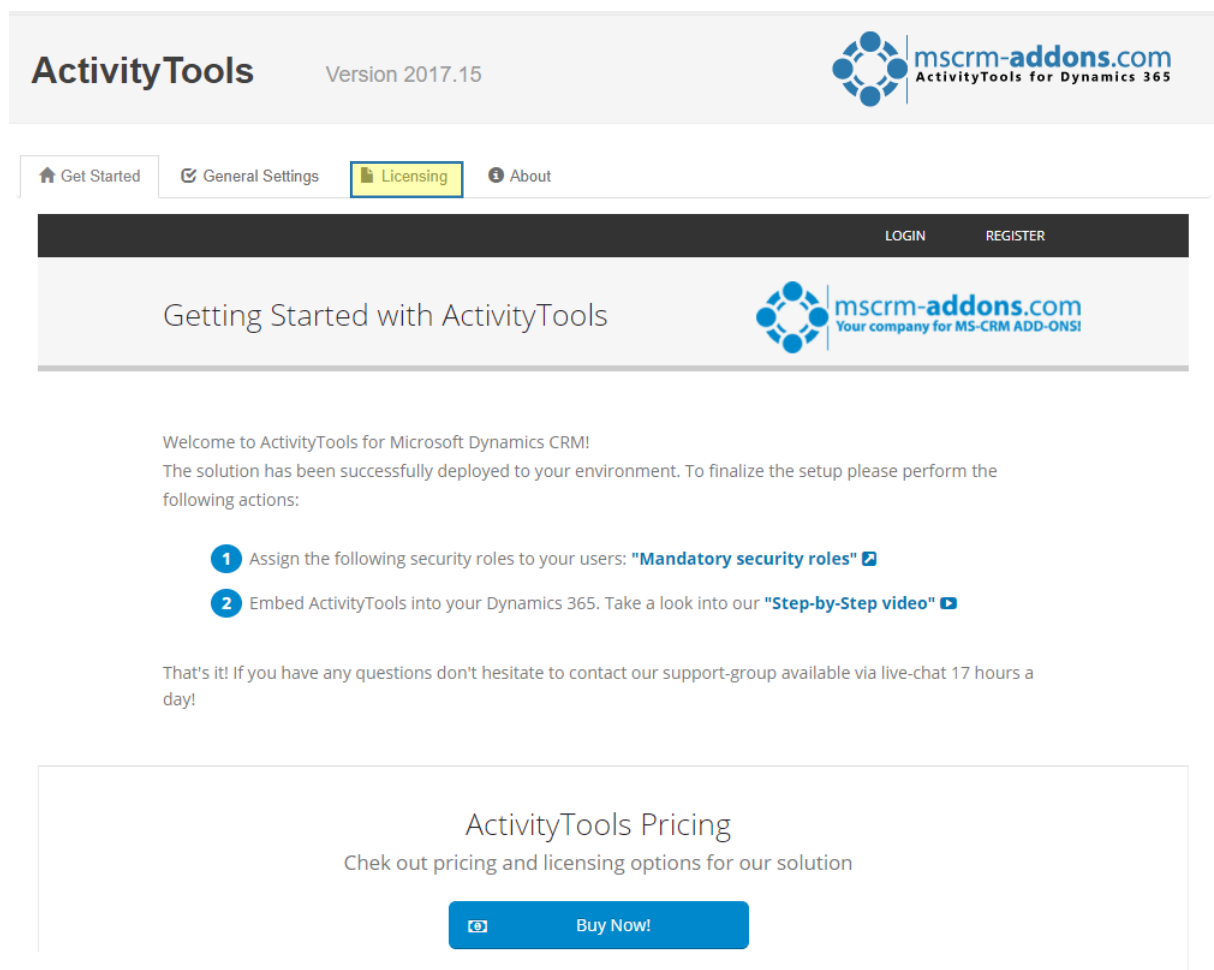 ActivityTools Version 2017.15
mscrm-addons.com
ActivityTools for Dynamics 365
Get Started General Settings Licensing About
LOGIN REGISTER
Getting Started with ActivityTools
mscrm-addons.com
Your company for MS-CRM ADD-ONS!
Welcome to ActivityTools for Microsoft Dynamics CRM!
The solution has been successfully deployed to your environment. To finalize the setup please perform the
following actions:
1 Assign the following security roles to your users: "Mandatory security roles"
2 Embed ActivityTools into your Dynamics 365. Take a look into our "Step-by-Step video"
That's it! If you have any questions don't hesitate to contact our support-group available via live-chat 17 hours a
day!
ActivityTools Pricing
Chek out pricing and licensing options for our solution
Buy Now!